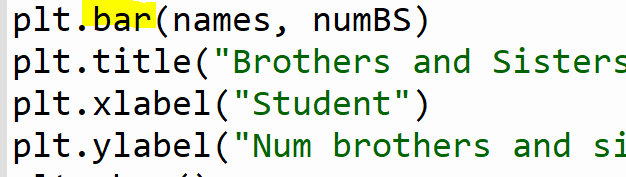 plt.bar(names, numBS)
plt.title("Brothers and Sisters
plt.xlabel("Student")
plt.ylabel("Num brothers and si